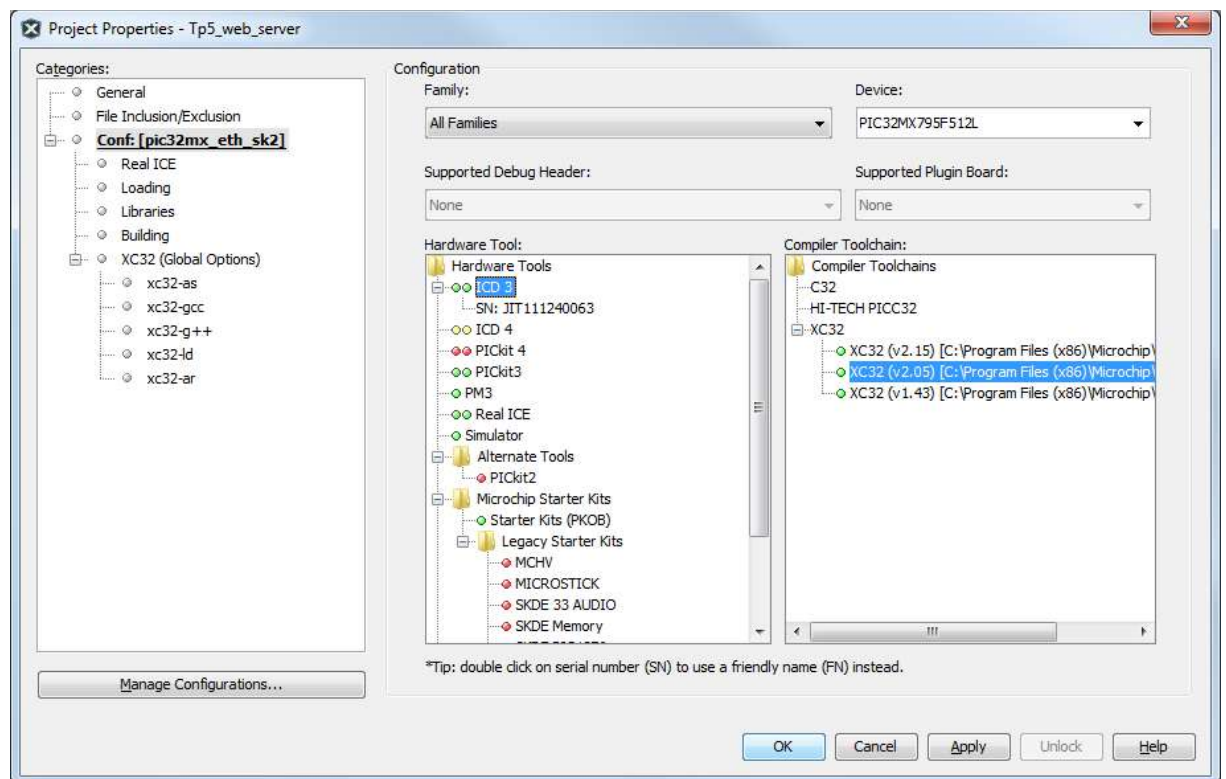 Project Properties - Tp5_web_server
Categories:
General
File Inclusion/Exclusion
Conf: [pic32mx_eth_sk2]
Real ICE
Loading
Libraries
Building
XC32 (Global Options)
xc32-as
xc32-gcc
xc32-g++
xc32-ld
xc32-ar
Manage Configurations...
Configuration
Family:
All Families
Device:
PIC32MX795F512L
Supported Debug Header:
None
Supported Plugin Board:
None
Hardware Tool:
Hardware Tools
ICD 3
SN: JIT111240063
ICD 4
PICkit 4
PICkit3
PM3
Real ICE
Simulator
Alternate Tools
PICkit2
Microchip Starter Kits
Starter Kits (PKOB)
Legacy Starter Kits
MCHV
MICROSTICK
SKDE 33 AUDIO
SKDE Memory
Compiler Toolchain:
Compiler Toolchains
C32
HI-TECH PICC32
XC32
XC32 (v2.15) [C:\Program Files (x86)\Microchip\
XC32 (v2.05) [C:\Program Files (x86)\Microchip\
XC32 (v1.43) [C:\Program Files (x86)\Microchip\
*Tip: double click on serial number (SN) to use a friendly name (FN) instead.
OK
Cancel
Apply
Unlock
Help